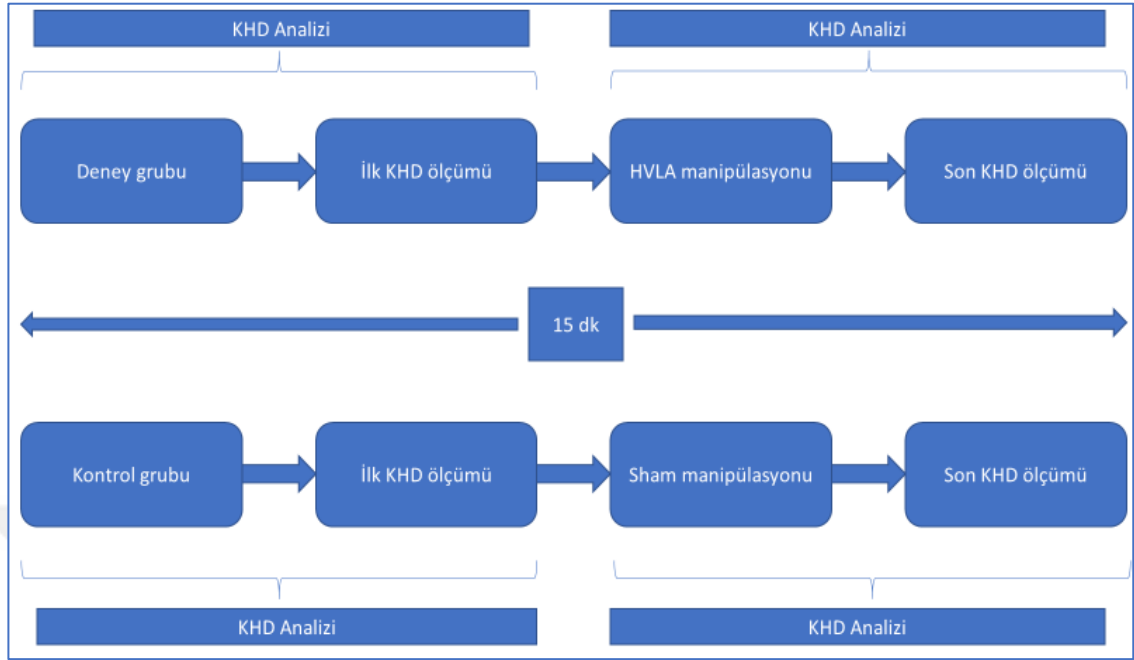 KHD Analizi
KHD Analizi
Deney grubu
İlk KHD ölçümü
HVLA manipülasyonu
Son KHD ölçümü
15 dk
Kontrol grubu
İlk KHD ölçümü
Sham manipülasyonu
Son KHD ölçümü
KHD Analizi
KHD Analizi